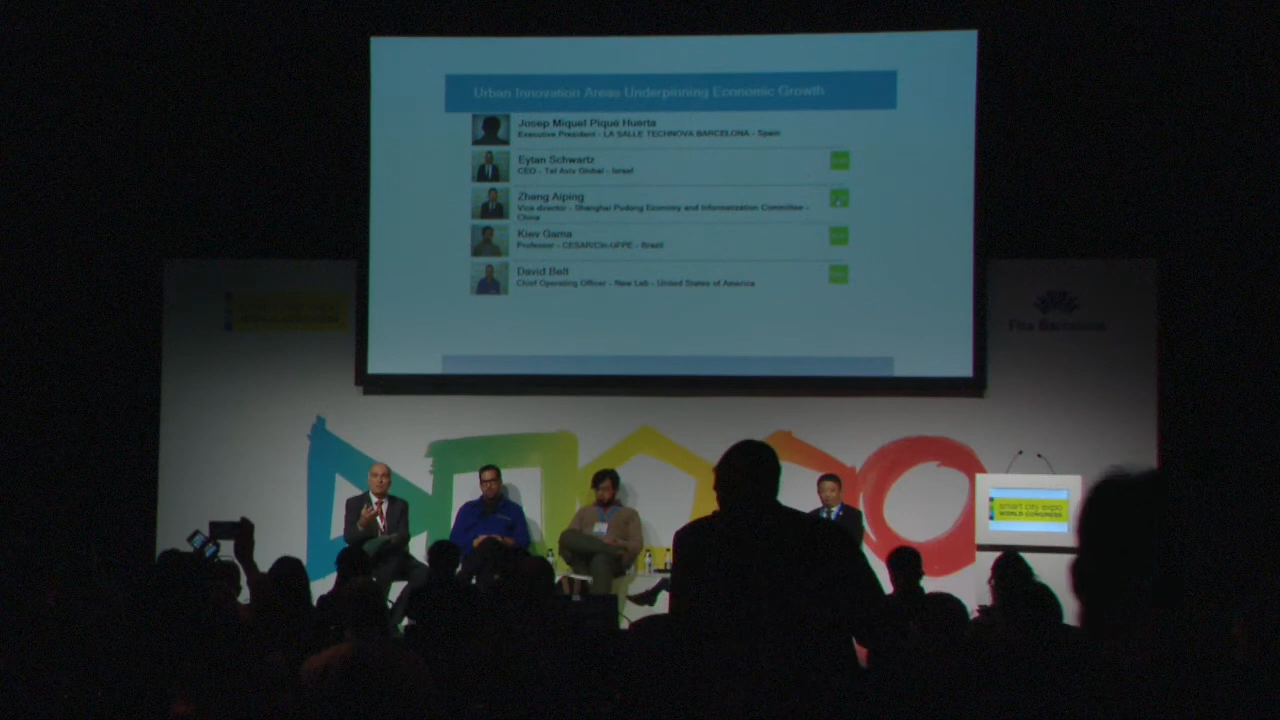 Urban Innovation Areas Underpinning Economic Growth
Josep Miquel Piqué Huerta
Executive President - LA SALLE TECHNOVA BARCELONA - Spain
Eytan Schwartz
CEO - Tel Aviv Global - Israel
Zhang Aiping
Vice director - Shanghai Pudong Economy and Informatization Committee -
China
Kiev Gama
Professor - CESAR/CIn-UFPE - Brazil
David Belt
Chief Operating Officer - New Lab - United States of America
Fira Barcelona
smart city expo
WORLD CONGRESS